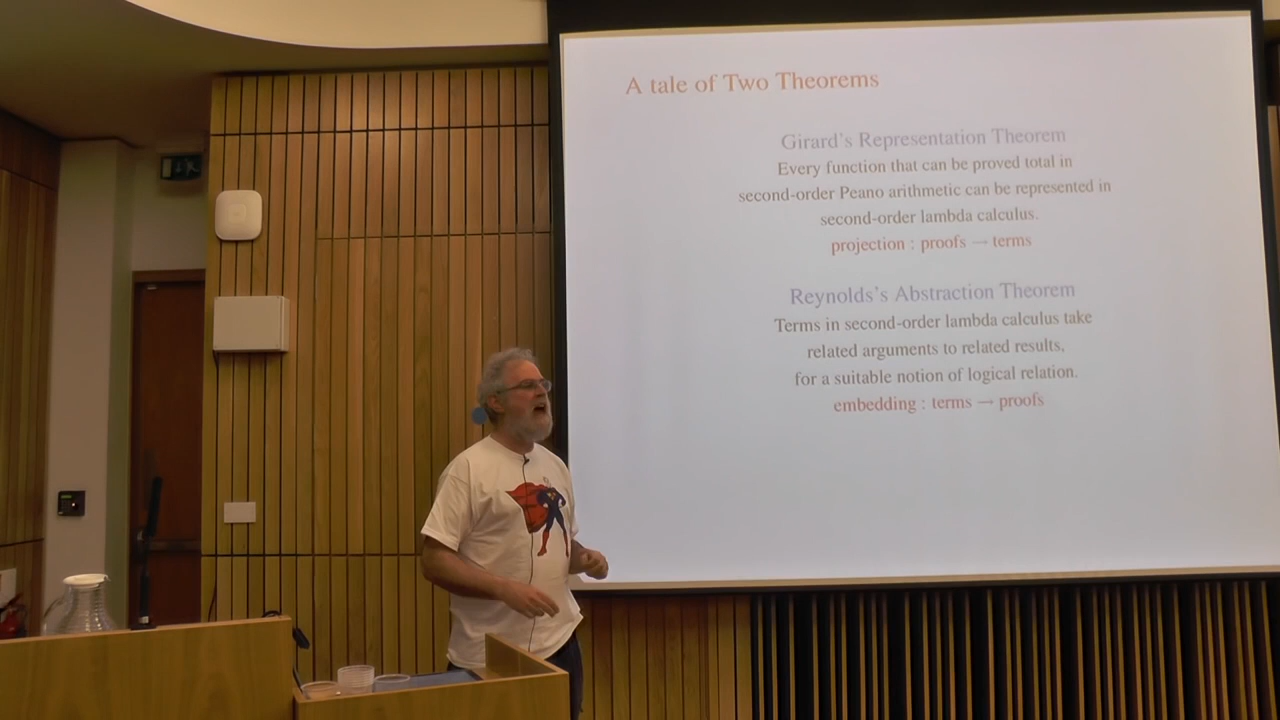 A tale of Two Theorems
Girard's Representation Theorem
Every function that can be proved total in
second-order Peano arithmetic can be represented in
second-order lambda calculus.
projection : proofs → terms
Reynolds's Abstraction Theorem
Terms in second-order lambda calculus take
related arguments to related results,
for a suitable notion of logical relation.
embedding : terms → proofs